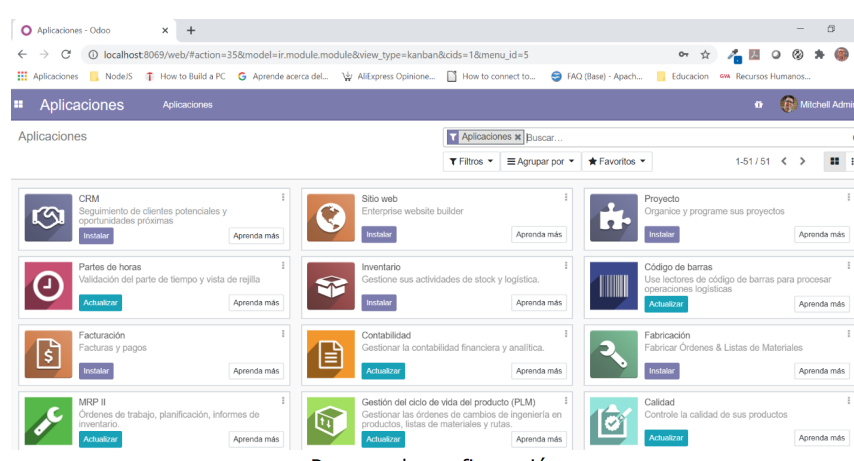 Aplicaciones - Odoo
localhost:8069/web/#action=35&model=ir.module.module&view_type=kanban&cids=1&menu_id=5
Aplicaciones NodeJS How to Build a PC Aprende acerca del... AliExpress Opinione... How to connect to... FAQ (Base) - Apach... Educacion GVA Recursos Humanos...
Aplicaciones Aplicaciones Mitchell Admin
Aplicaciones
Aplicaciones Buscar...
Filtros Agrupar por Favoritos 1-51 / 51
CRM
Seguimiento de clientes potenciales y
oportunidades próximas
Instalar Aprenda más
Sitio web
Enterprise website builder
Instalar Aprenda más
Proyecto
Organice y programe sus proyectos
Instalar Aprenda más
Partes de horas
Validación del parte de tiempo y vista de rejilla
Actualizar Aprenda más
Inventario
Gestione sus actividades de stock y logística.
Instalar Aprenda más
Código de barras
Use lectores de código de barras para procesar
operaciones logísticas
Actualizar Aprenda más
Facturación
Facturas y pagos
Instalar Aprenda más
Contabilidad
Gestionar la contabilidad financiera y analítica.
Actualizar Aprenda más
Fabricación
Fabricar Órdenes & Listas de Materiales
Instalar Aprenda más
MRP II
Órdenes de trabajo, planificación, informes de
inventario.
Actualizar Aprenda más
Gestión del ciclo de vida del producto (PLM)
Gestionar las órdenes de cambios de ingeniería en
productos, listas de materiales y rutas.
Actualizar Aprenda más
Calidad
Controle la calidad de sus productos
Actualizar Aprenda más